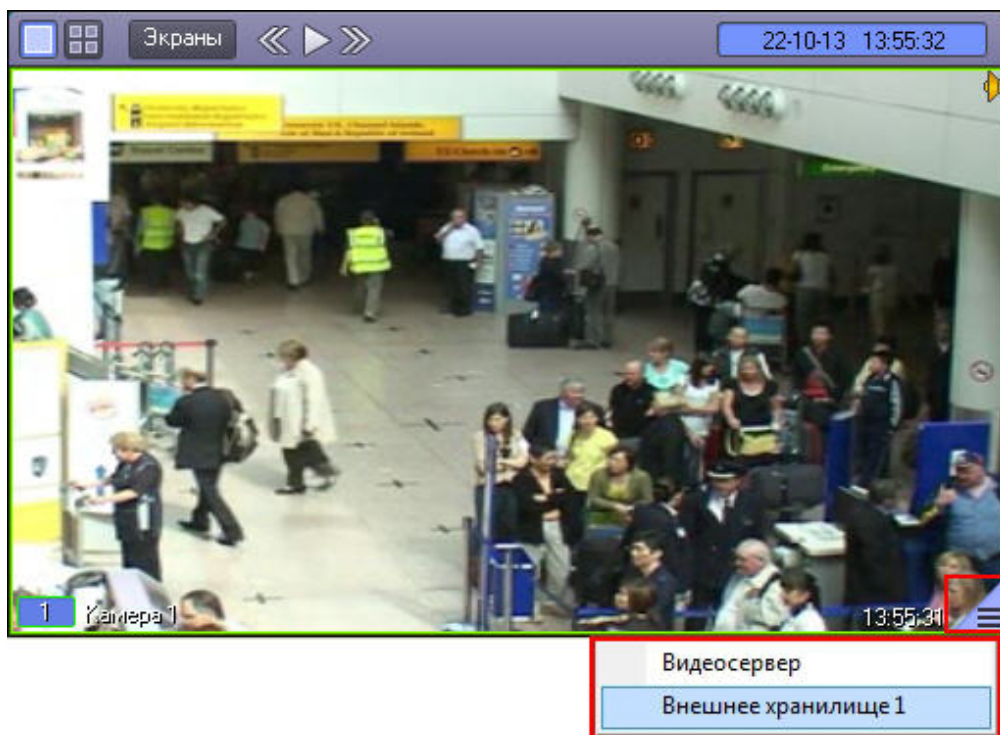 Экраны
22-10-13 13:55:32
1 Камера 1
13:55:31
Видеосервер
Внешнее хранилище 1